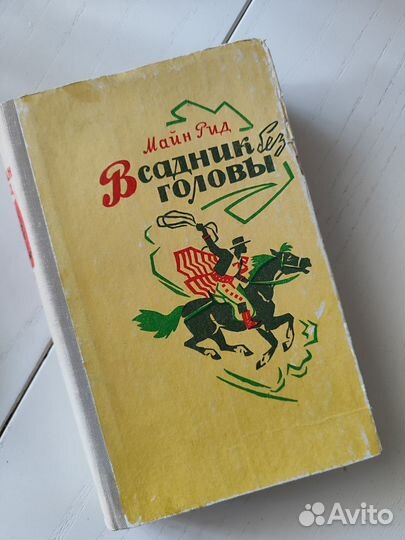 Майн Рид
Всадник без
головы
Avito